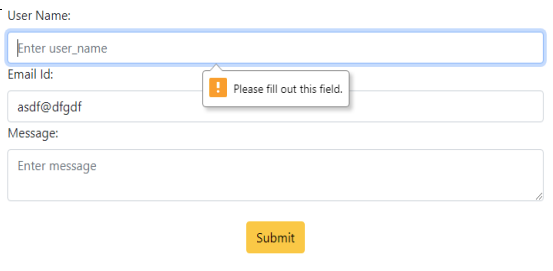 User Name:
Enter user_name
Email Id:
! Please fill out this field.
asdf@dfgdf
Message:
Enter message
Submit